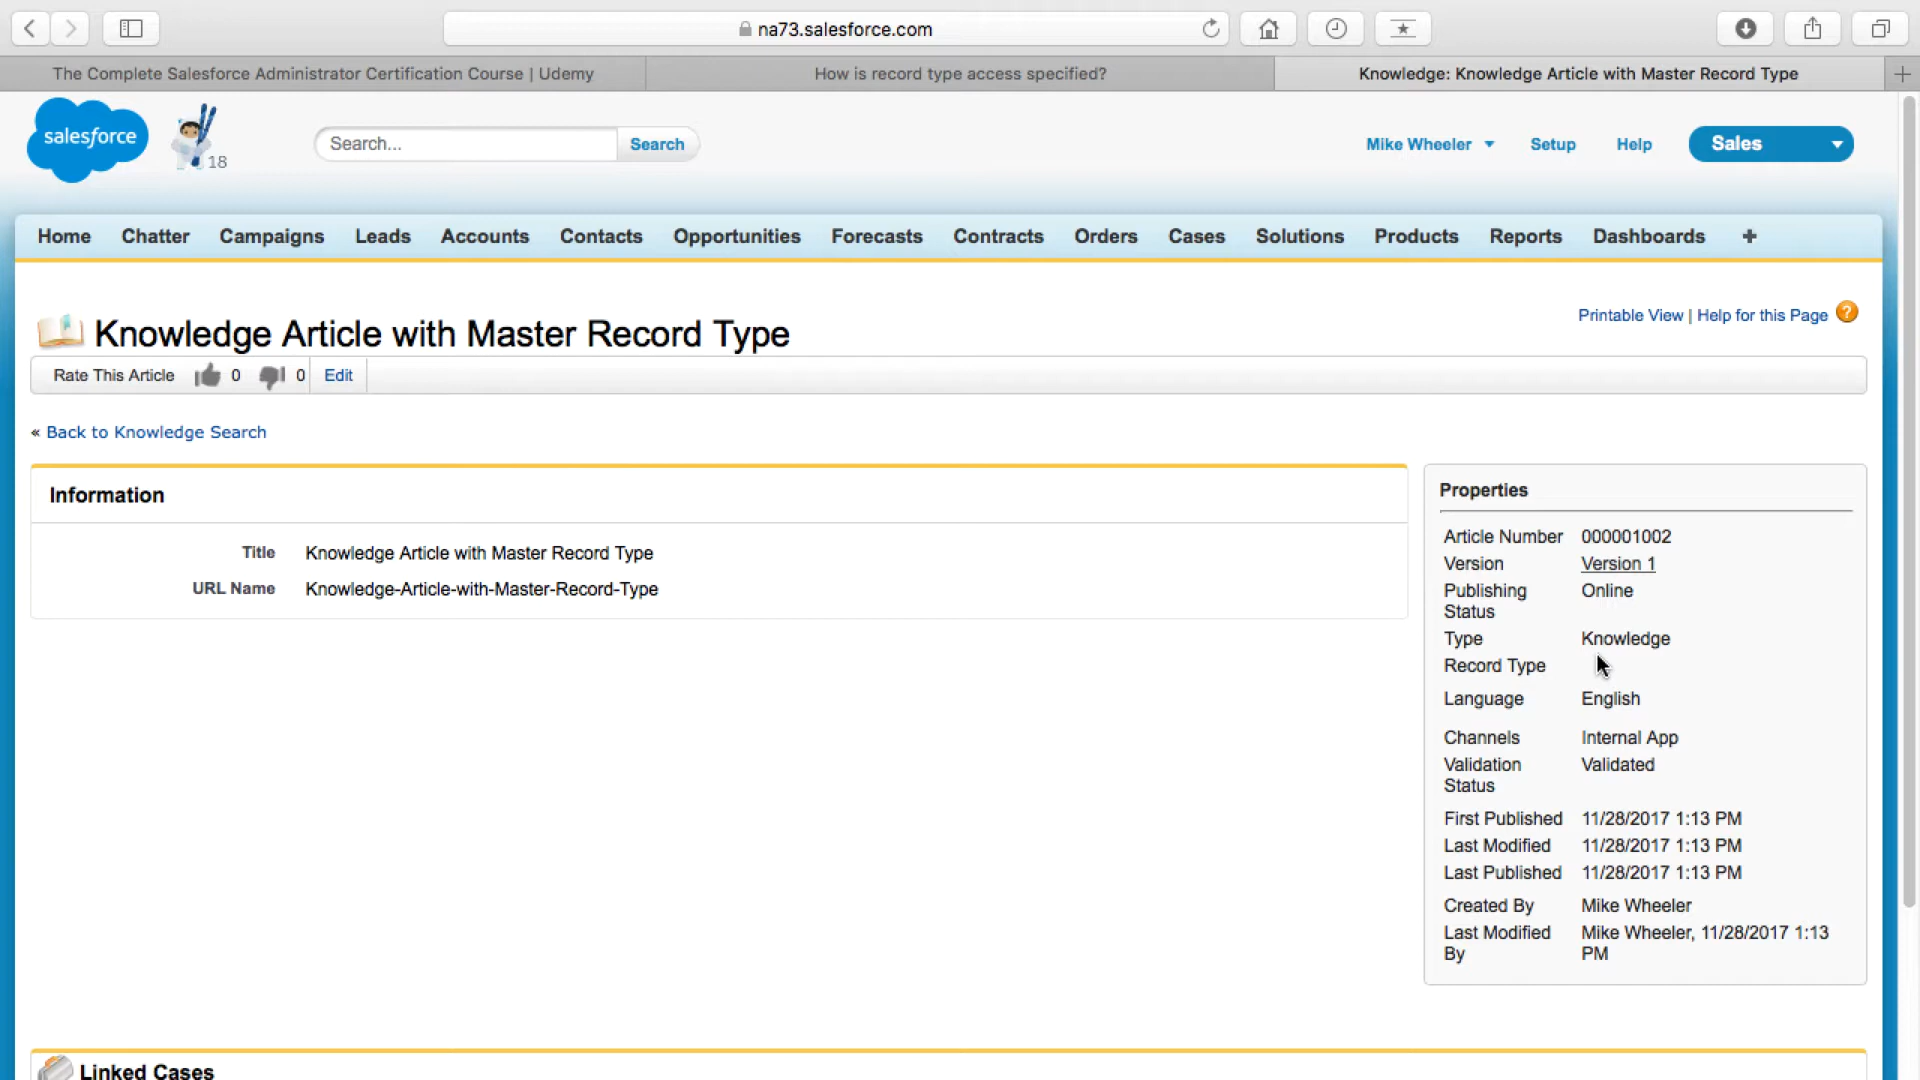 na73.salesforce.com
The Complete Salesforce Administrator Certification Course | Udemy
How is record type access specified?
Knowledge: Knowledge Article with Master Record Type
salesforce
18
Search...
Search
Mike Wheeler
Setup
Help
Sales
Home Chatter Campaigns Leads Accounts Contacts Opportunities Forecasts Contracts Orders Cases Solutions Products Reports Dashboards +
Printable View | Help for this Page ?
Knowledge Article with Master Record Type
Rate This Article 0 0 Edit
« Back to Knowledge Search
Information
Title Knowledge Article with Master Record Type
URL Name Knowledge-Article-with-Master-Record-Type
Properties
Article Number 000001002
Version Version 1
Publishing Status Online
Type Knowledge
Record Type
Language English
Channels Internal App
Validation Status Validated
First Published 11/28/2017 1:13 PM
Last Modified 11/28/2017 1:13 PM
Last Published 11/28/2017 1:13 PM
Created By Mike Wheeler
Last Modified By Mike Wheeler, 11/28/2017 1:13 PM
Linked Cases